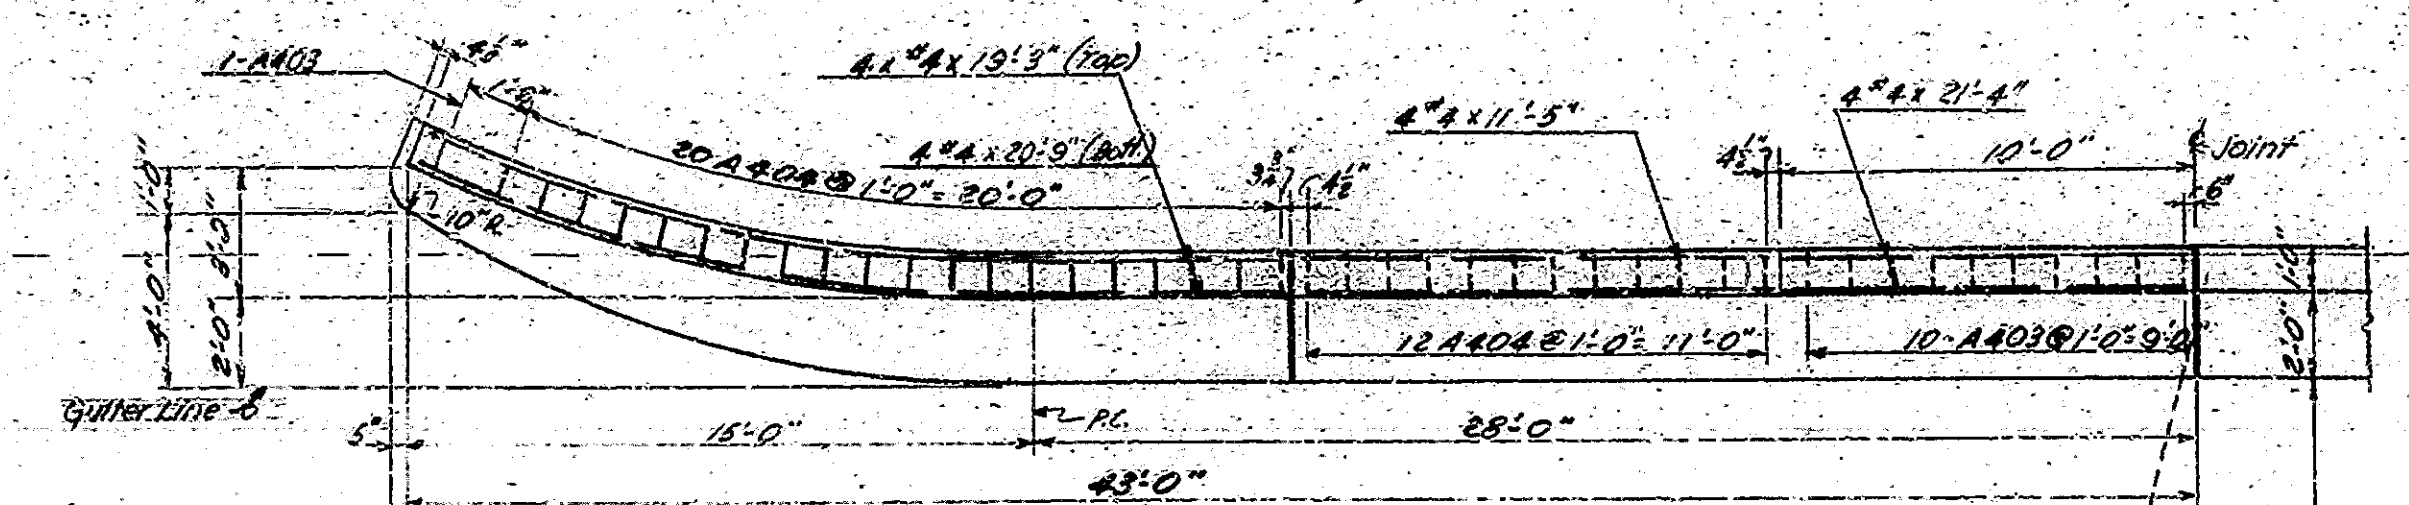 1-A403
4½"
1'-6"
4 x #4 x 19'-3" (Top)
4 #4 x 20'-9" (Bott)
20 A404 @ 1'-0" = 20'-0"
3¾"
4½"
4 #4 x 11'-5"
4½"
4 #4 x 21'-4"
10'-0"
Joint
6"
1'-0"
4'-0"
2'-0"
10" R.
12 A404 @ 1'-0" = 11'-0"
10-A403 @ 1'-0" = 9'-0"
1'-0"
2'-0"
Gutter Line
5"
15'-0"
P.C.
28'-0"
43'-0"